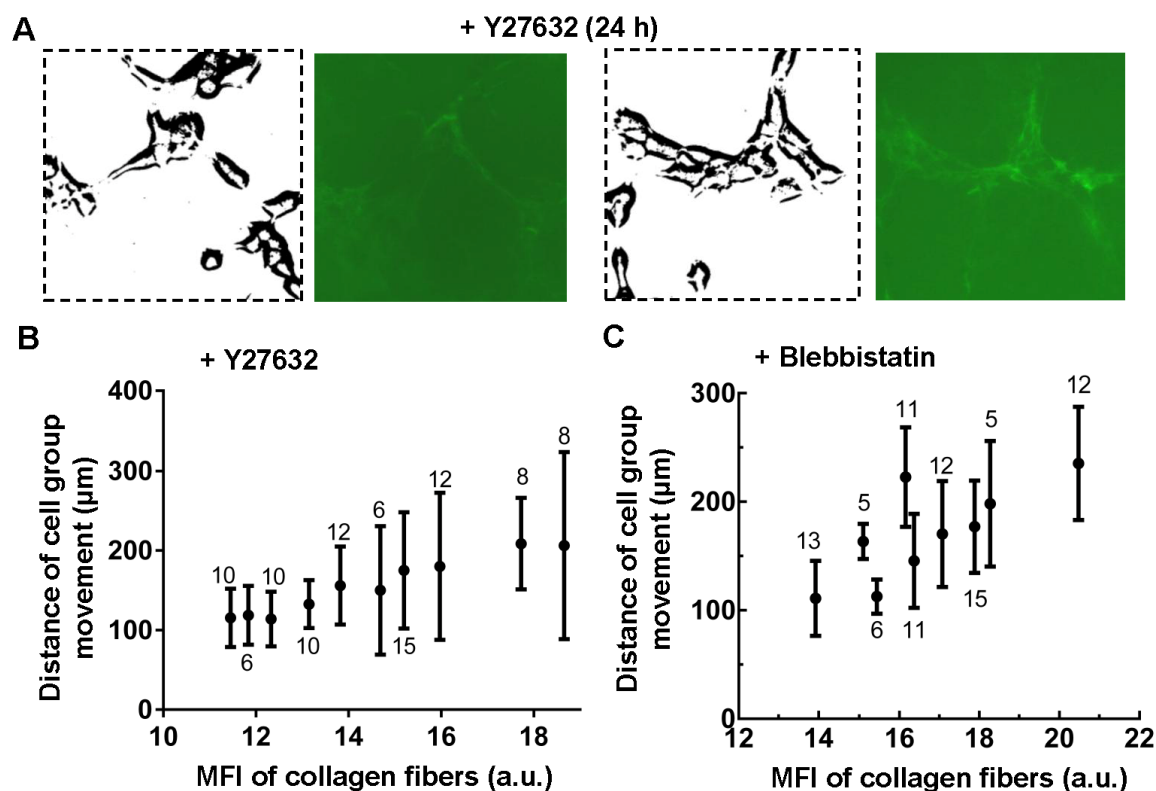 A
+ Y27632 (24 h)
B
+ Y27632
Distance of cell group
movement (µm)
400
300
200
100
0
10
6
10
10
12
6
15
12
8
8
10 12 14 16 18
MFI of collagen fibers (a.u.)
C
+ Blebbistatin
Distance of cell group
movement (µm)
300
200
100
0
13
5
6
11
11
12
15
5
12
12 14 16 18 20 22
MFI of collagen fibers (a.u.)